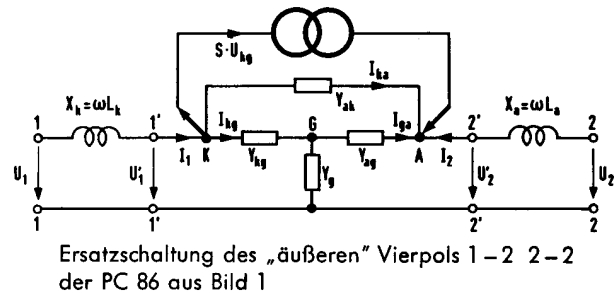 S·U_kg
Y_ak I_ka
X_k=ωL_k X_a=ωL_a
1 1' I_kg G I_ga 2' 2
I_1 K Y_kg Y_ag A I_2
U_1 U'_1 Y_g U'_2 U_2
1 1' 2' 2
Ersatzschaltung des „äußeren” Vierpols 1–2 2–2
der PC 86 aus Bild 1